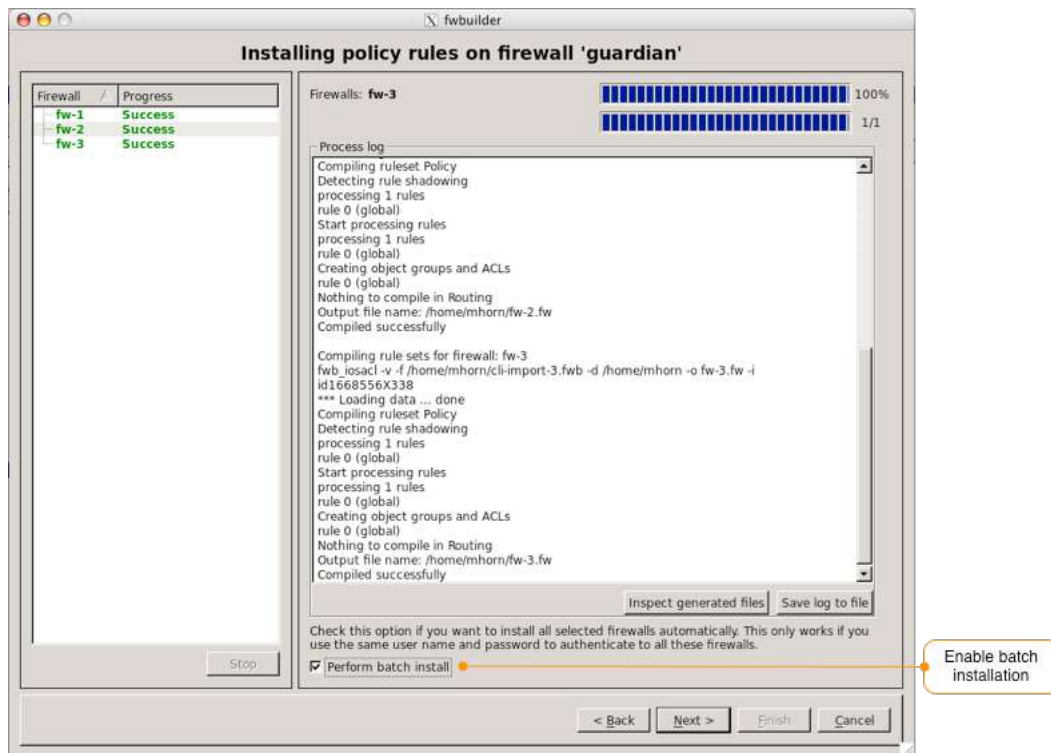 fwbuilder
Installing policy rules on firewall 'guardian'
Firewall / Progress
fw-1 Success
fw-2 Success
fw-3 Success
Stop
Firewalls: fw-3
100%
1/1
Process log
Compiling ruleset Policy
Detecting rule shadowing
processing 1 rules
rule 0 (global)
Start processing rules
processing 1 rules
rule 0 (global)
Creating object groups and ACLs
rule 0 (global)
Nothing to compile in Routing
Output file name: /home/mhorn/fw-2.fw
Compiled successfully
Compiling rule sets for firewall: fw-3
fwb_iosacl -v -f /home/mhorn/cli-import-3.fwb -d /home/mhorn -o fw-3.fw -i
id1668556X338
*** Loading data ... done
Compiling ruleset Policy
Detecting rule shadowing
processing 1 rules
rule 0 (global)
Start processing rules
processing 1 rules
rule 0 (global)
Creating object groups and ACLs
rule 0 (global)
Nothing to compile in Routing
Output file name: /home/mhorn/fw-3.fw
Compiled successfully
Inspect generated files
Save log to file
Check this option if you want to install all selected firewalls automatically. This only works if you
use the same user name and password to authenticate to all these firewalls.
Perform batch install
Enable batch
installation
< Back
Next >
Finish
Cancel